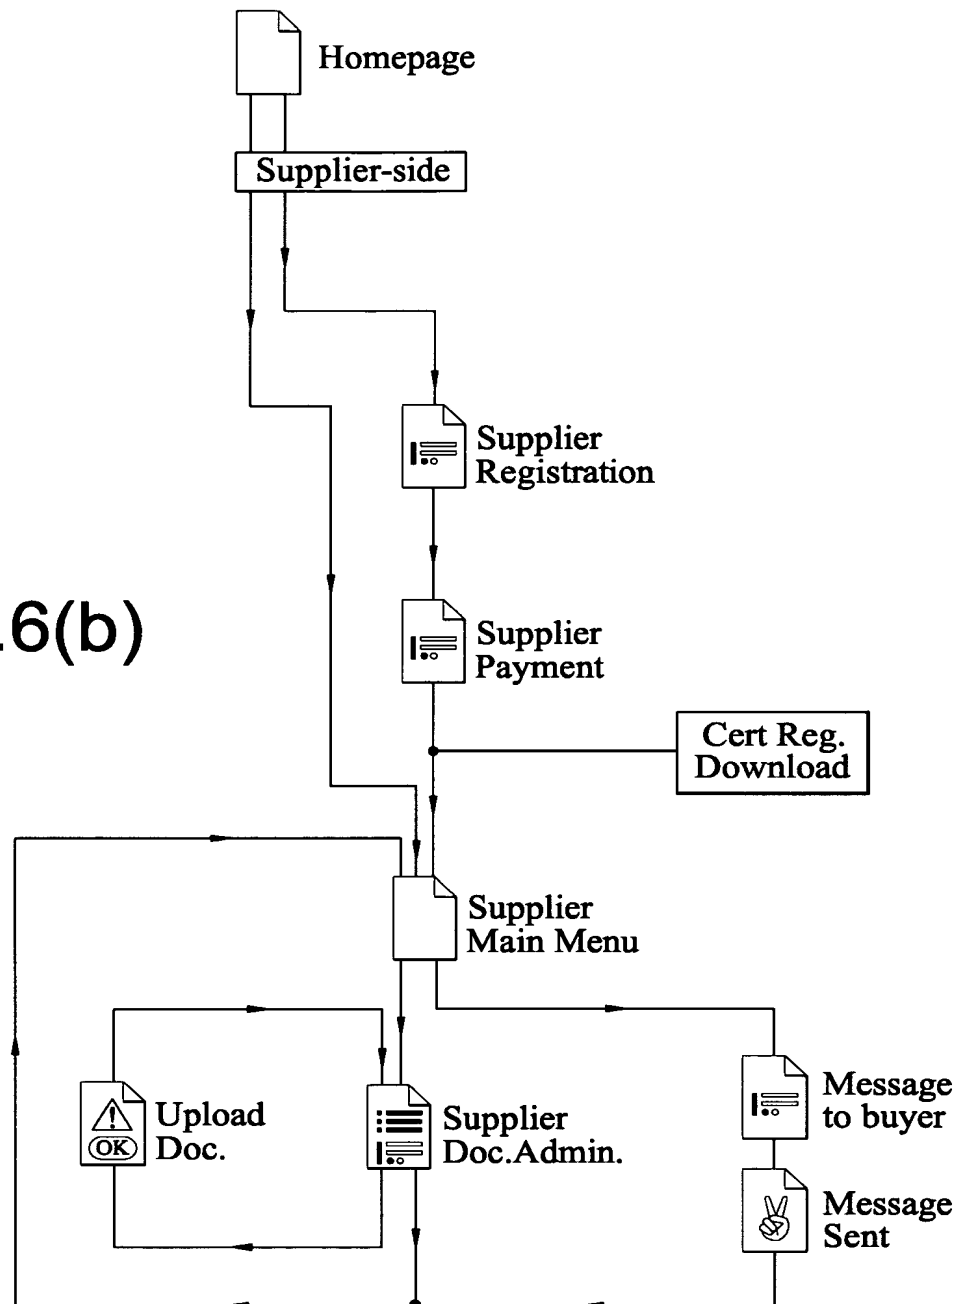 Homepage
Supplier-side
Supplier
Registration
.6(b)
Supplier
Payment
Cert Reg.
Download
Supplier
Main Menu
Upload
Doc.
OK
Supplier
Doc.Admin.
Message
to buyer
Message
Sent